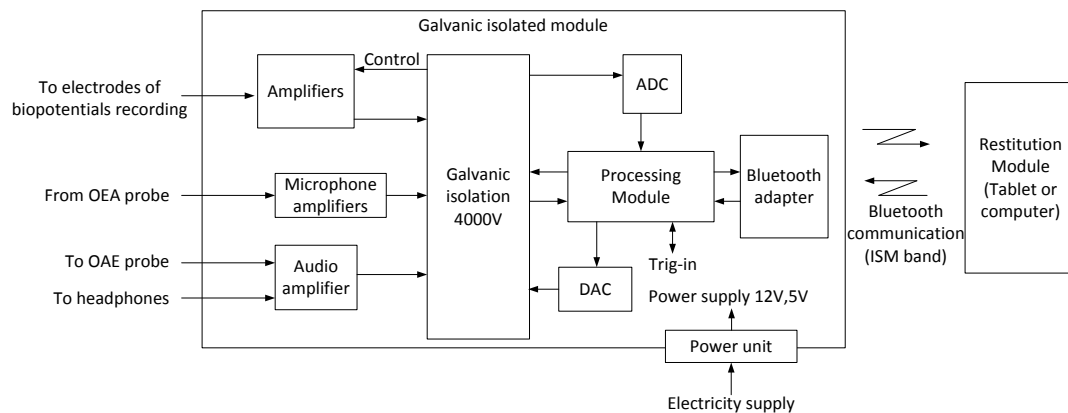 Galvanic isolated module
To electrodes of
biopotentials recording
Amplifiers
Control
ADC
Galvanic
isolation
4000V
From OEA probe
Microphone
amplifiers
Processing
Module
Bluetooth
adapter
Restitution
Module
(Tablet or
computer)
Bluetooth
communication
(ISM band)
To OAE probe
To headphones
Audio
amplifier
Trig-in
DAC
Power supply 12V,5V
Power unit
Electricity supply